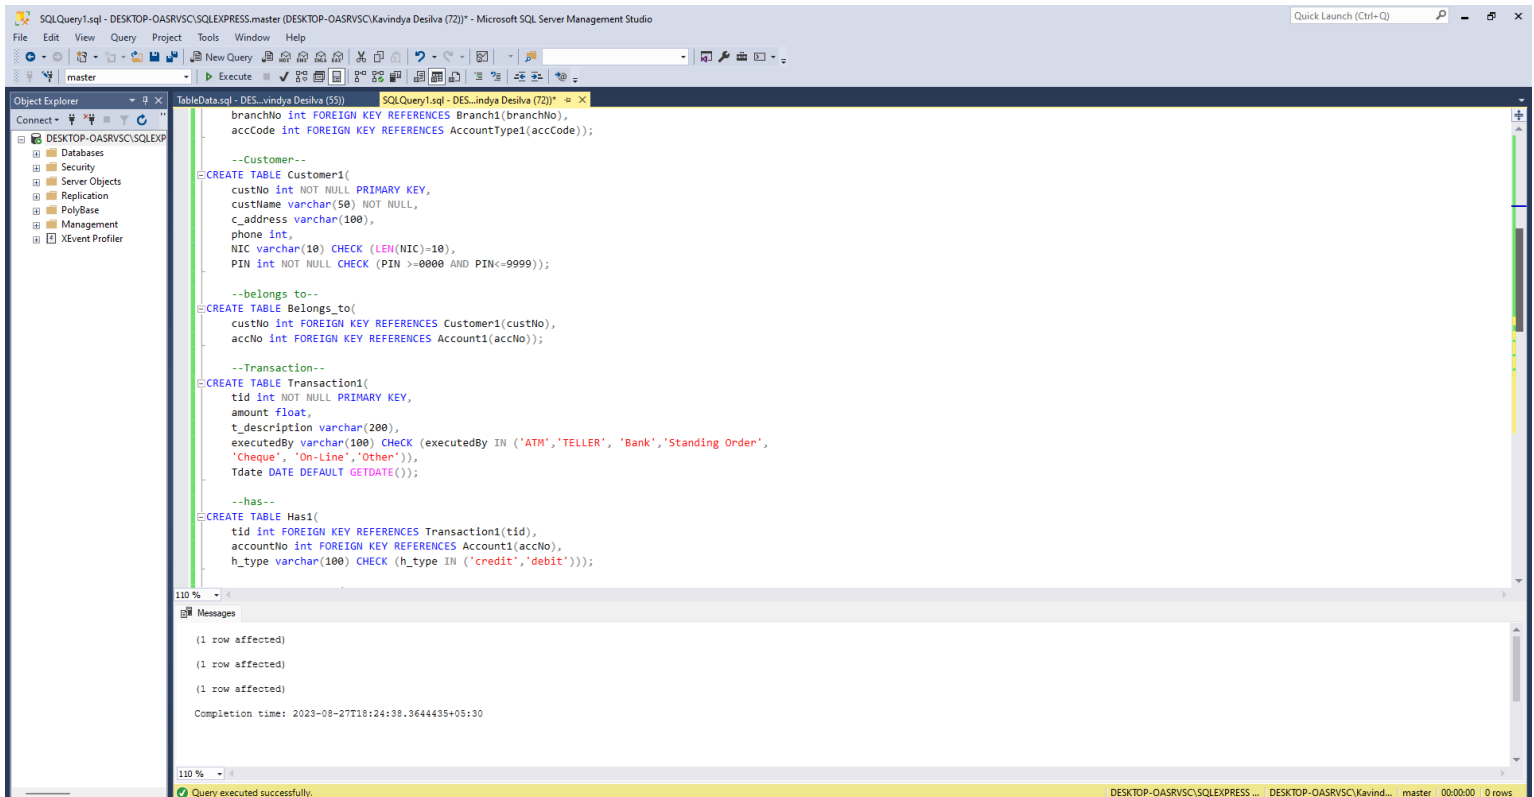 SQLQuery1.sql - DESKTOP-OASRVSC\SQLEXPRESS.master (DESKTOP-OASRVSC\Kavindya Desilva (72))* - Microsoft SQL Server Management Studio
Quick Launch (Ctrl+Q)
File Edit View Query Project Tools Window Help
New Query
master
Execute
Object Explorer
TableData.sql - DES...vindya Desilva (55))
SQLQuery1.sql - DES...indya Desilva (72))*
Connect
DESKTOP-OASRVSC\SQLEXP
Databases
Security
Server Objects
Replication
PolyBase
Management
XEvent Profiler
branchNo int FOREIGN KEY REFERENCES Branch1(branchNo),
accCode int FOREIGN KEY REFERENCES AccountType1(accCode));
--Customer--
CREATE TABLE Customer1(
custNo int NOT NULL PRIMARY KEY,
custName varchar(50) NOT NULL,
c_address varchar(100),
phone int,
NIC varchar(10) CHECK (LEN(NIC)=10),
PIN int NOT NULL CHECK (PIN >=0000 AND PIN<=9999));
--belongs to--
CREATE TABLE Belongs_to(
custNo int FOREIGN KEY REFERENCES Customer1(custNo),
accNo int FOREIGN KEY REFERENCES Account1(accNo));
--Transaction--
CREATE TABLE Transaction1(
tid int NOT NULL PRIMARY KEY,
amount float,
t_description varchar(200),
executedBy varchar(100) CHeCK (executedBy IN ('ATM','TELLER', 'Bank','Standing Order',
'Cheque', 'On-Line','Other')),
Tdate DATE DEFAULT GETDATE());
--has--
CREATE TABLE Has1(
tid int FOREIGN KEY REFERENCES Transaction1(tid),
accountNo int FOREIGN KEY REFERENCES Account1(accNo),
h_type varchar(100) CHECK (h_type IN ('credit','debit')));
110 %
Messages
(1 row affected)
(1 row affected)
(1 row affected)
Completion time: 2023-08-27T18:24:38.3644435+05:30
110 %
Query executed successfully.
DESKTOP-OASRVSC\SQLEXPRESS ... DESKTOP-OASRVSC\Kavind... master 00:00:00 0 rows